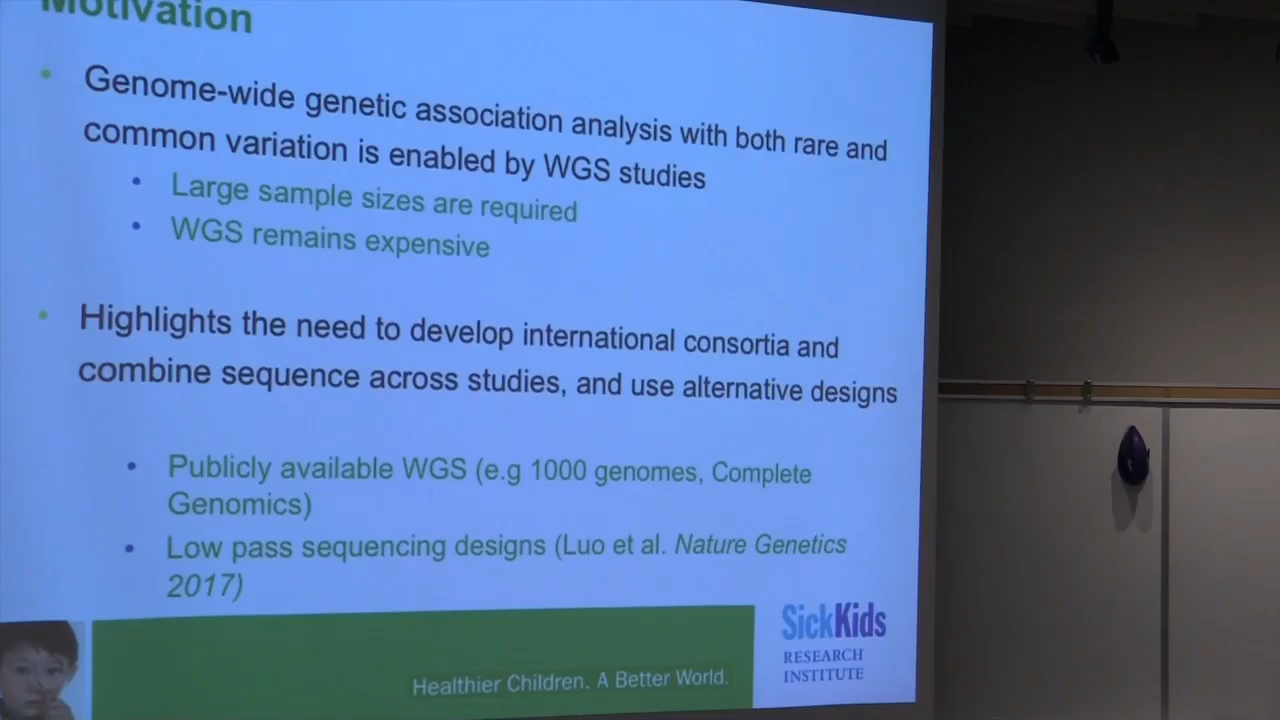 Motivation
Genome-wide genetic association analysis with both rare and
common variation is enabled by WGS studies
Large sample sizes are required
WGS remains expensive
Highlights the need to develop international consortia and
combine sequence across studies, and use alternative designs
Publicly available WGS (e.g 1000 genomes, Complete
Genomics)
Low pass sequencing designs (Luo et al. Nature Genetics
2017)
Healthier Children. A Better World.
SickKids
RESEARCH
INSTITUTE